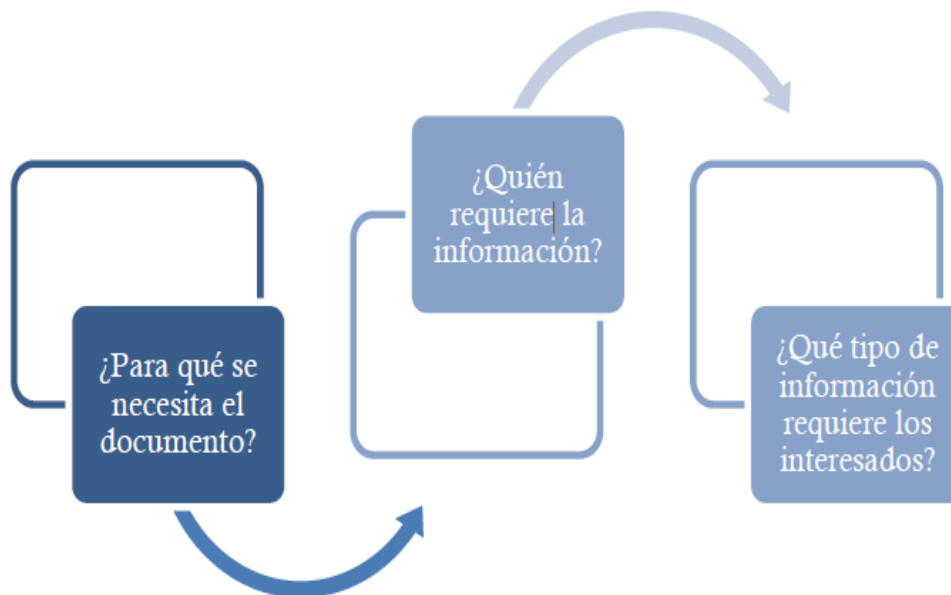 ¿Para qué se
necesita el
documento?
¿Quién
requiere la
información?
¿Qué tipo de
información
requiere los
interesados?